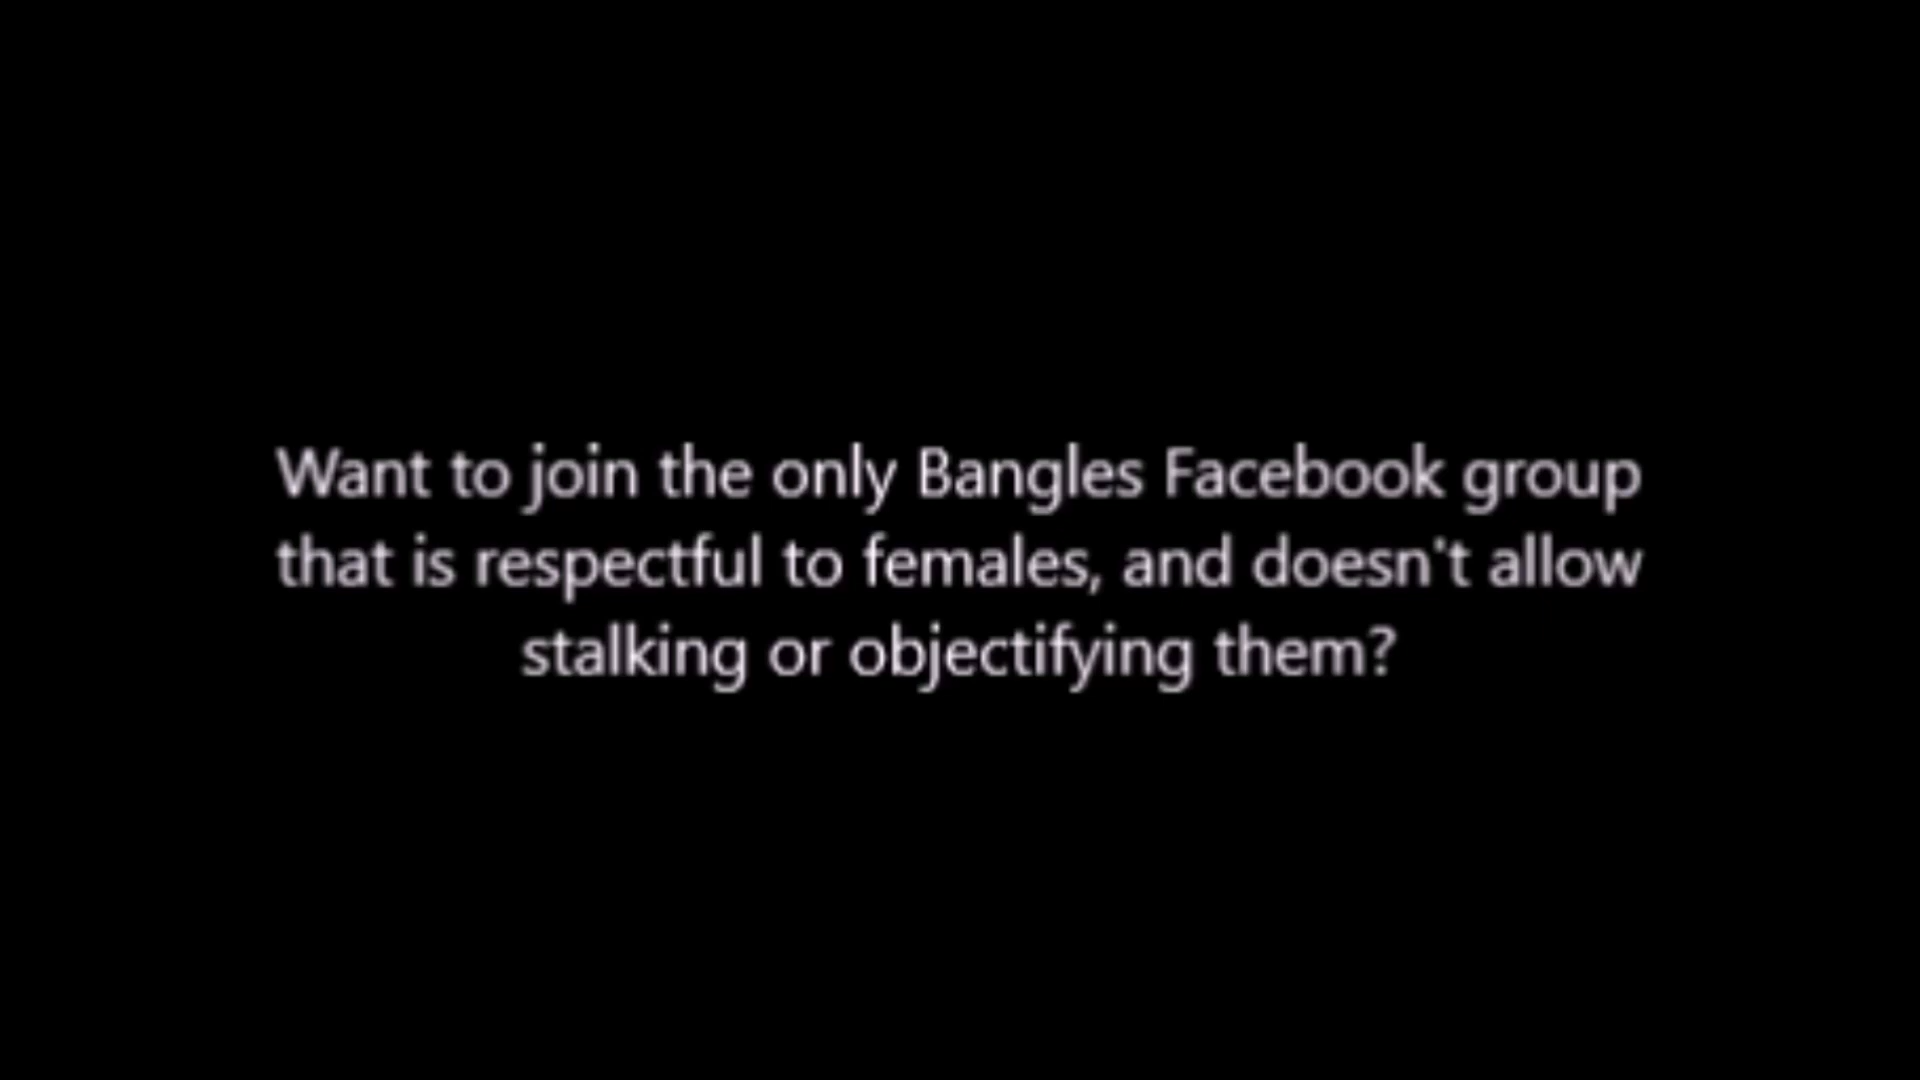 Want to join the only Bangles Facebook group
that is respectful to females, and doesn't allow
stalking or objectifying them?